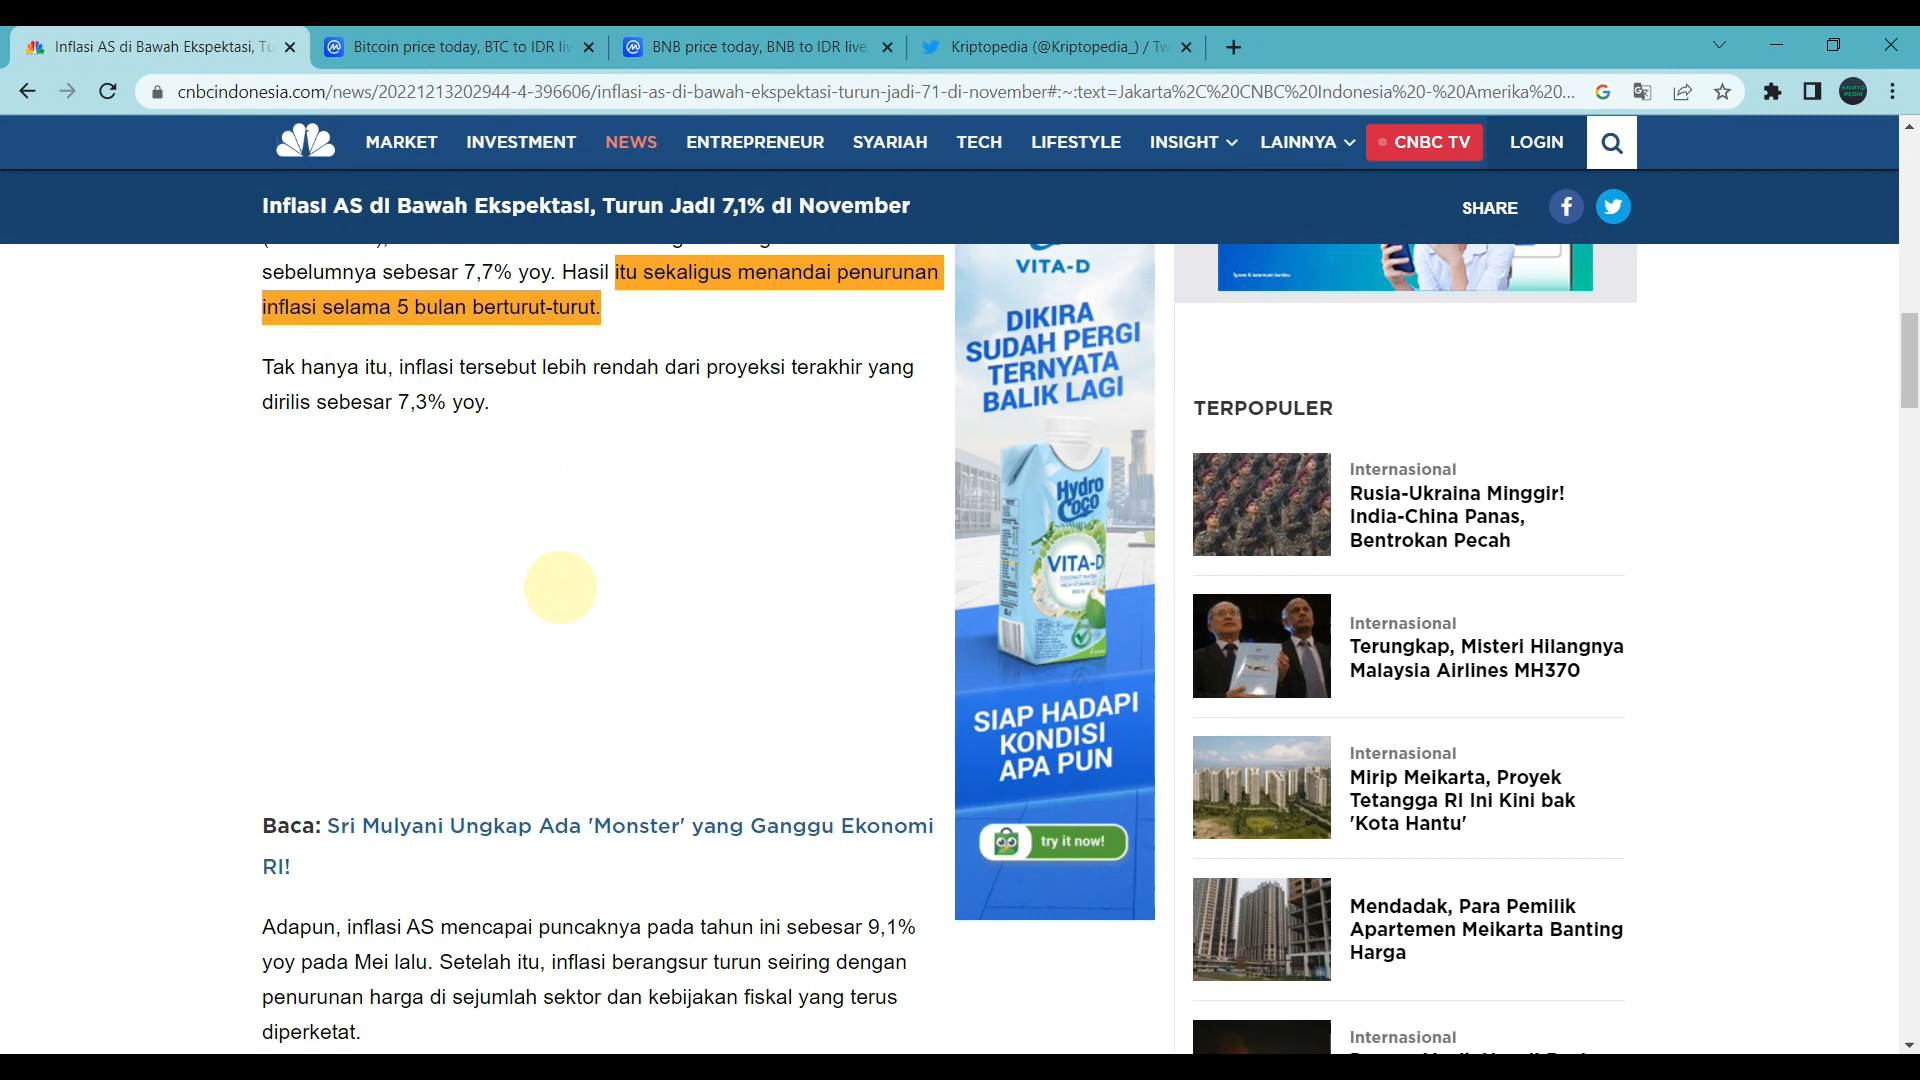 Inflasi AS di Bawah Ekspektasi, Tu
Bitcoin price today, BTC to IDR li
BNB price today, BNB to IDR live,
Kriptopedia (@Kriptopedia_) / Tw
cnbcindonesia.com/news/20221213202944-4-396606/inflasi-as-di-bawah-ekspektasi-turun-jadi-71-di-november#:~:text=Jakarta%2C%20CNBC%20Indonesia%20-%20Amerika%20...
MARKET INVESTMENT NEWS ENTREPRENEUR SYARIAH TECH LIFESTYLE INSIGHT LAINNYA CNBC TV LOGIN
Inflasi AS di Bawah Ekspektasi, Turun Jadi 7,1% di November
SHARE
sebelumnya sebesar 7,7% yoy. Hasil itu sekaligus menandai penurunan
inflasi selama 5 bulan berturut-turut.
Tak hanya itu, inflasi tersebut lebih rendah dari proyeksi terakhir yang
dirilis sebesar 7,3% yoy.
Baca: Sri Mulyani Ungkap Ada 'Monster' yang Ganggu Ekonomi
RI!
Adapun, inflasi AS mencapai puncaknya pada tahun ini sebesar 9,1%
yoy pada Mei lalu. Setelah itu, inflasi berangsur turun seiring dengan
penurunan harga di sejumlah sektor dan kebijakan fiskal yang terus
diperketat.
VITA-D
DIKIRA
SUDAH PERGI
TERNYATA
BALIK LAGI
Hydro
Coco
VITA-D
SIAP HADAPI
KONDISI
APA PUN
try it now!
TERPOPULER
Internasional
Rusia-Ukraina Minggir!
India-China Panas,
Bentrokan Pecah
Internasional
Terungkap, Misteri Hilangnya
Malaysia Airlines MH370
Internasional
Mirip Meikarta, Proyek
Tetangga RI Ini Kini bak
'Kota Hantu'
Mendadak, Para Pemilik
Apartemen Meikarta Banting
Harga
Internasional